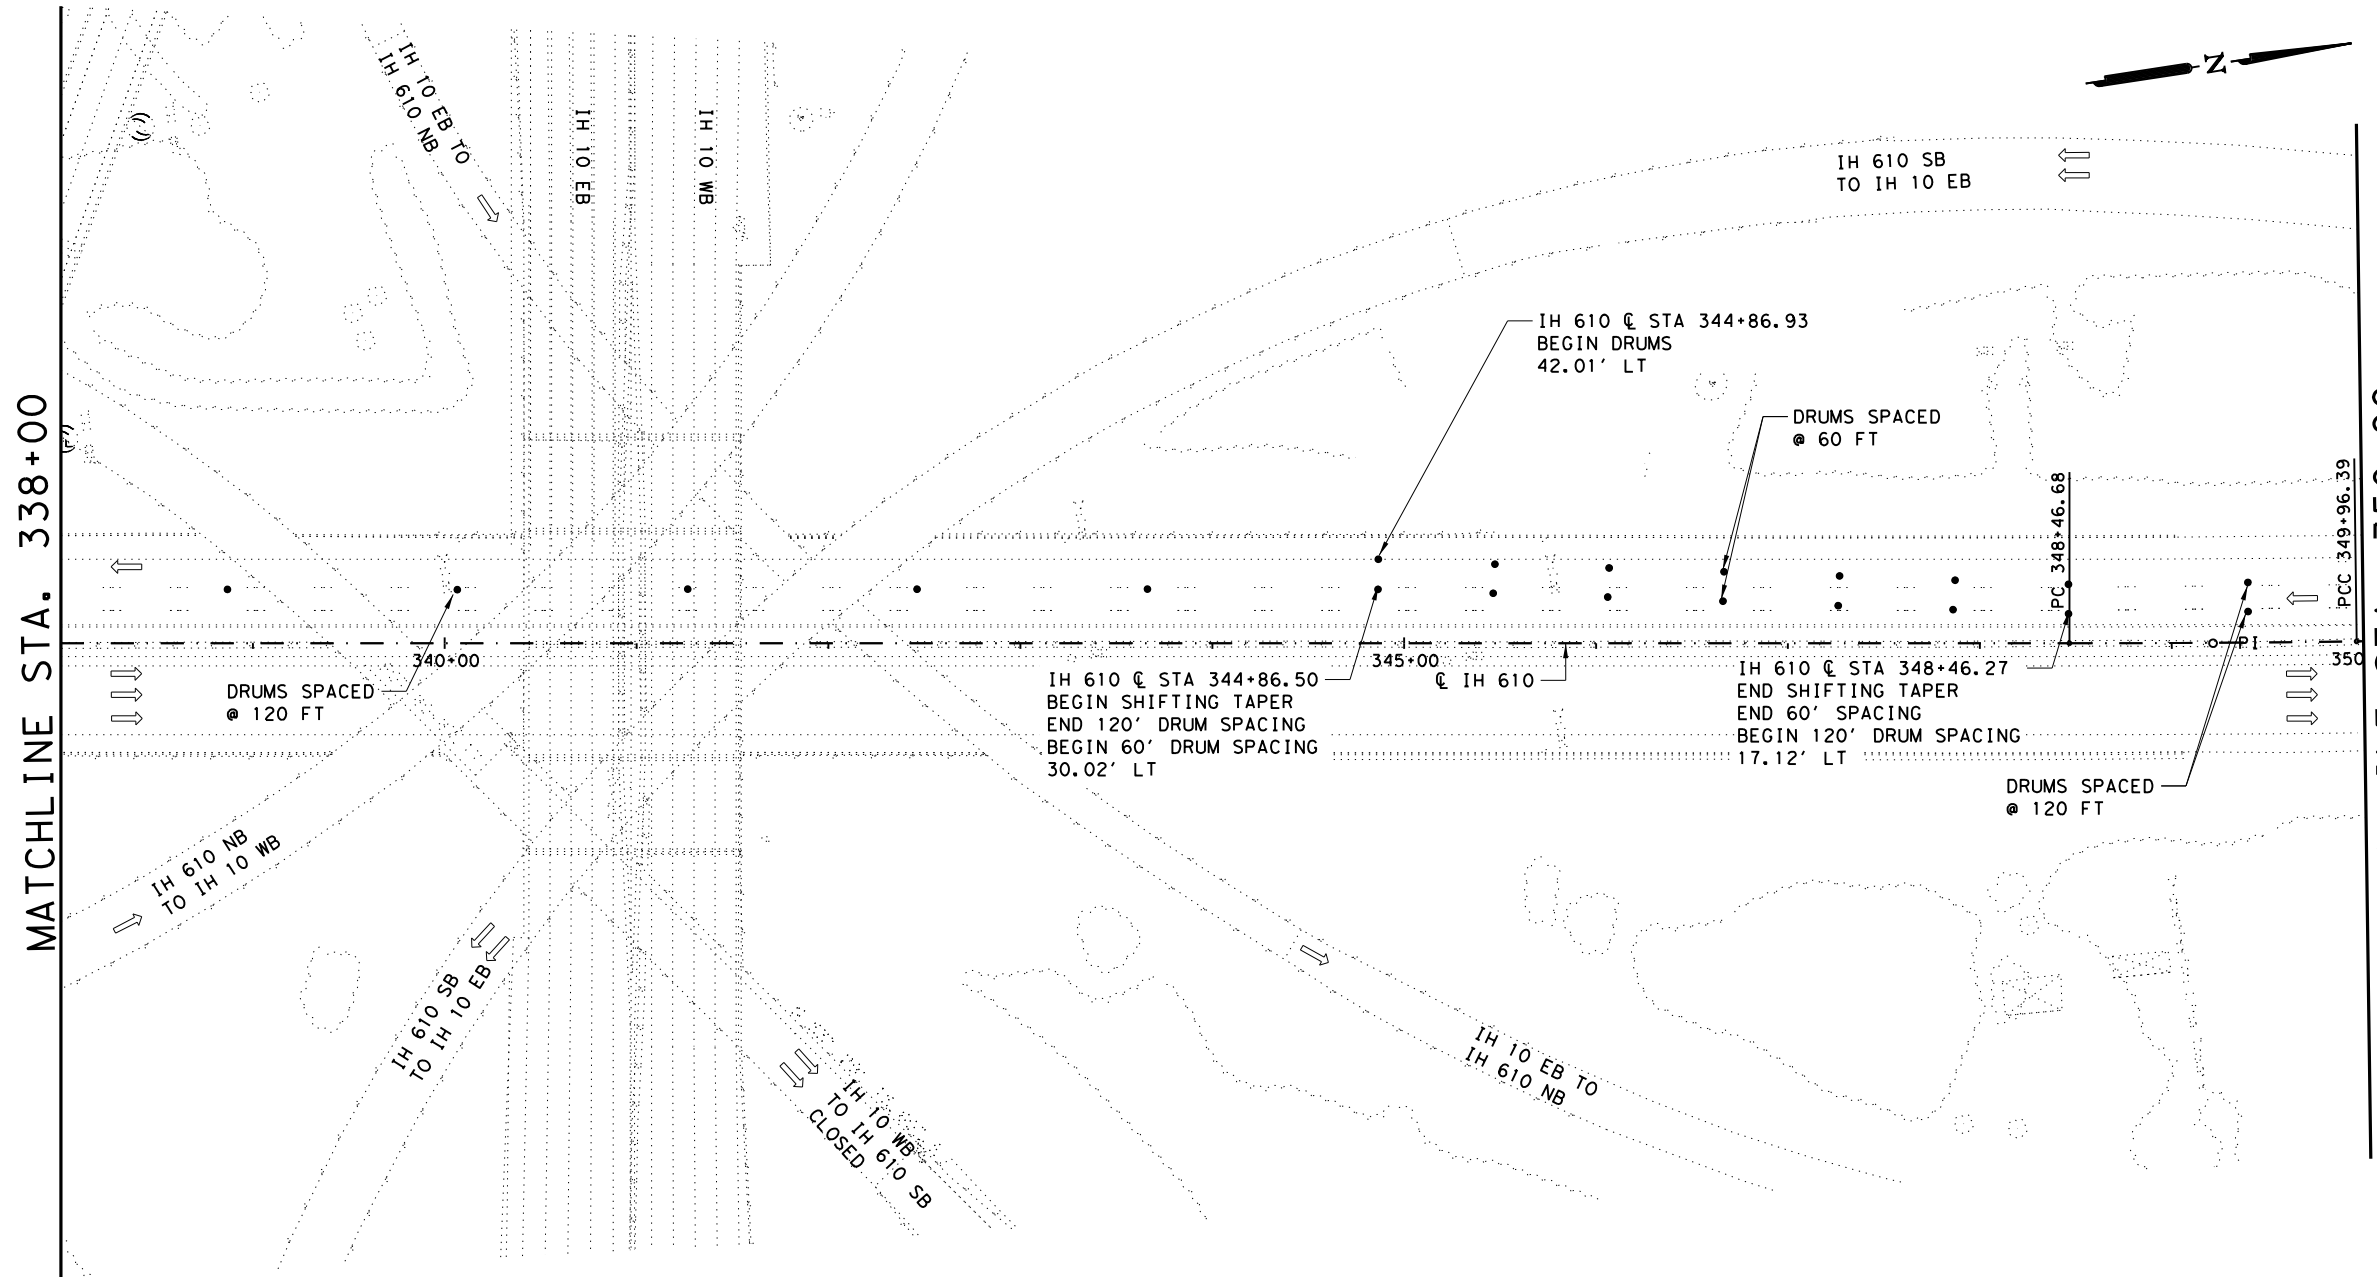 MATCHLINE STA. 338+00
IH 10 EB TO
IH 610 NB
IH 10 EB
IH 10 WB
N
IH 610 SB
TO IH 10 EB
IH 610 ℄ STA 344+86.93
BEGIN DRUMS
42.01' LT
DRUMS SPACED
@ 60 FT
PC 348+46.68
PCC 349+96.39
340+00
345+00
350
PI
DRUMS SPACED
@ 120 FT
IH 610 ℄ STA 344+86.50
BEGIN SHIFTING TAPER
END 120' DRUM SPACING
BEGIN 60' DRUM SPACING
30.02' LT
℄ IH 610
IH 610 ℄ STA 348+46.27
END SHIFTING TAPER
END 60' SPACING
BEGIN 120' DRUM SPACING
17.12' LT
DRUMS SPACED
@ 120 FT
IH 610 NB
TO IH 10 WB
IH 610 SB
TO IH 10 EB
IH 10 WB
TO IH 610 SB
CLOSED
IH 10 EB TO
IH 610 NB